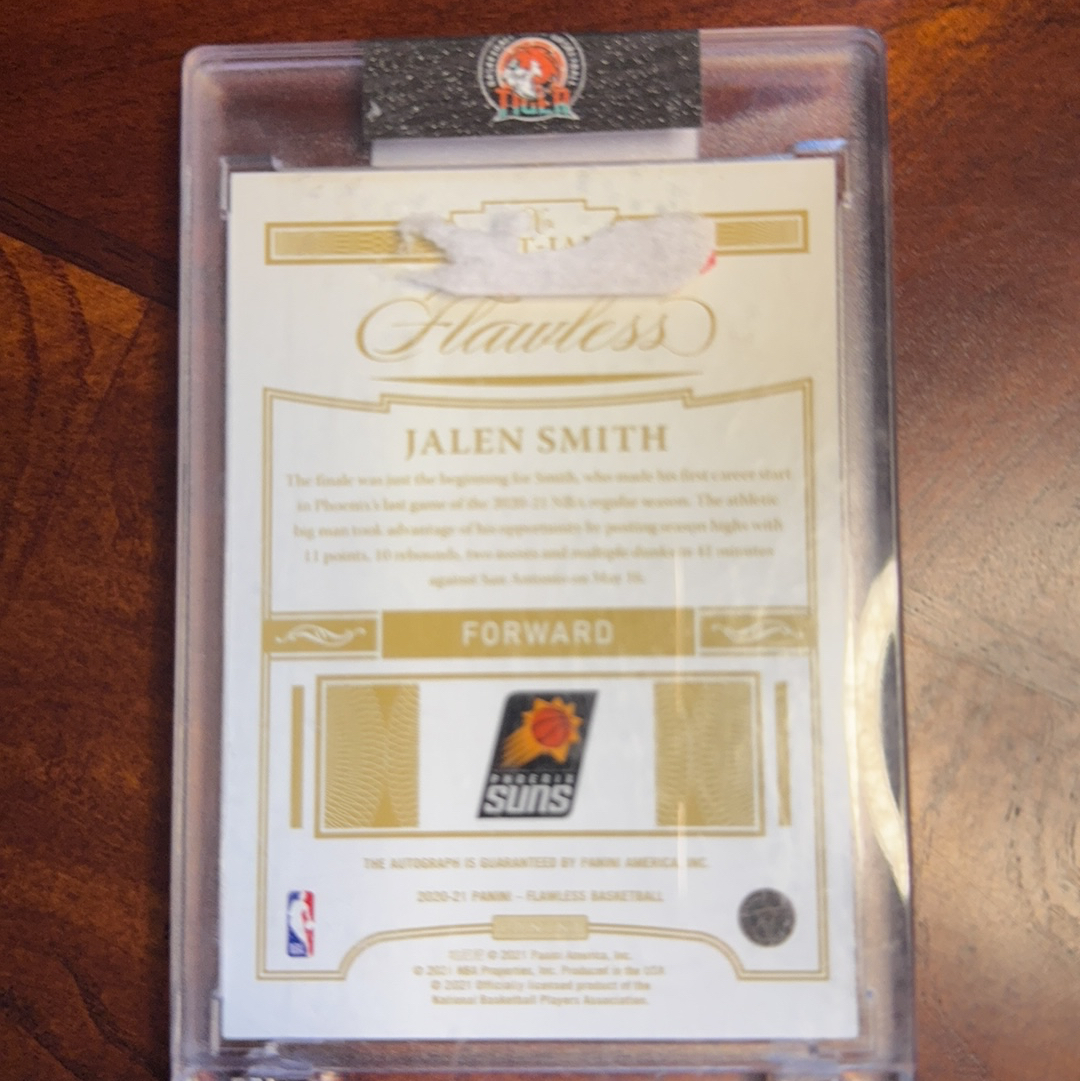 TIGER
T-JA
Flawless
JALEN SMITH
The finale was just the beginning for Smith, who made his first career start
in Phoenix's last game of the 2020-21 NBA regular season. The athletic
big man took advantage of his opportunity by posting season highs with
11 points, 10 rebounds, two assists and multiple dunks in 41 minutes
against San Antonio on May 16.
FORWARD
PHOENIX
SUNS
THE AUTOGRAPH IS GUARANTEED BY PANINI AMERICA, INC.
2020-21 PANINI – FLAWLESS BASKETBALL
© 2021 Panini America, Inc.
© 2021 NBA Properties, Inc. Produced in the USA
© 2021 Officially licensed product of the
National Basketball Players Association.